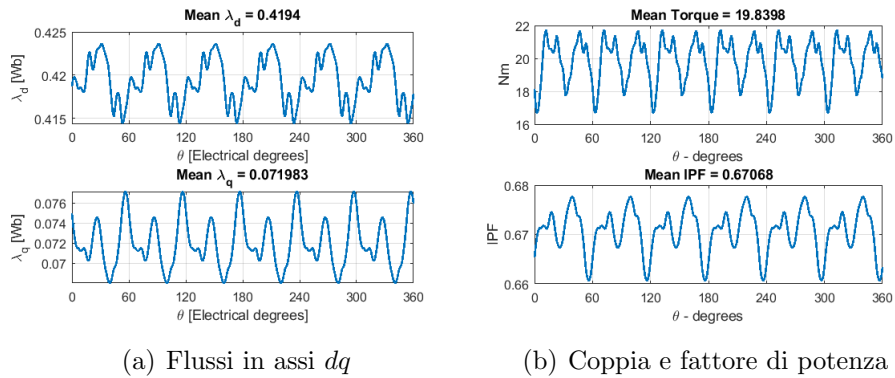 Mean λd = 0.4194
0.425
0.42
0.415
λd [Wb]
0 60 120 180 240 300 360
θ [Electrical degrees]
Mean λq = 0.071983
0.076
0.074
0.072
0.07
λq [Wb]
0 60 120 180 240 300 360
θ [Electrical degrees]
(a) Flussi in assi dq
Mean Torque = 19.8398
22
20
18
16
Nm
0 60 120 180 240 300 360
θ - degrees
Mean IPF = 0.67068
0.68
0.67
0.66
IPF
0 60 120 180 240 300 360
θ - degrees
(b) Coppia e fattore di potenza